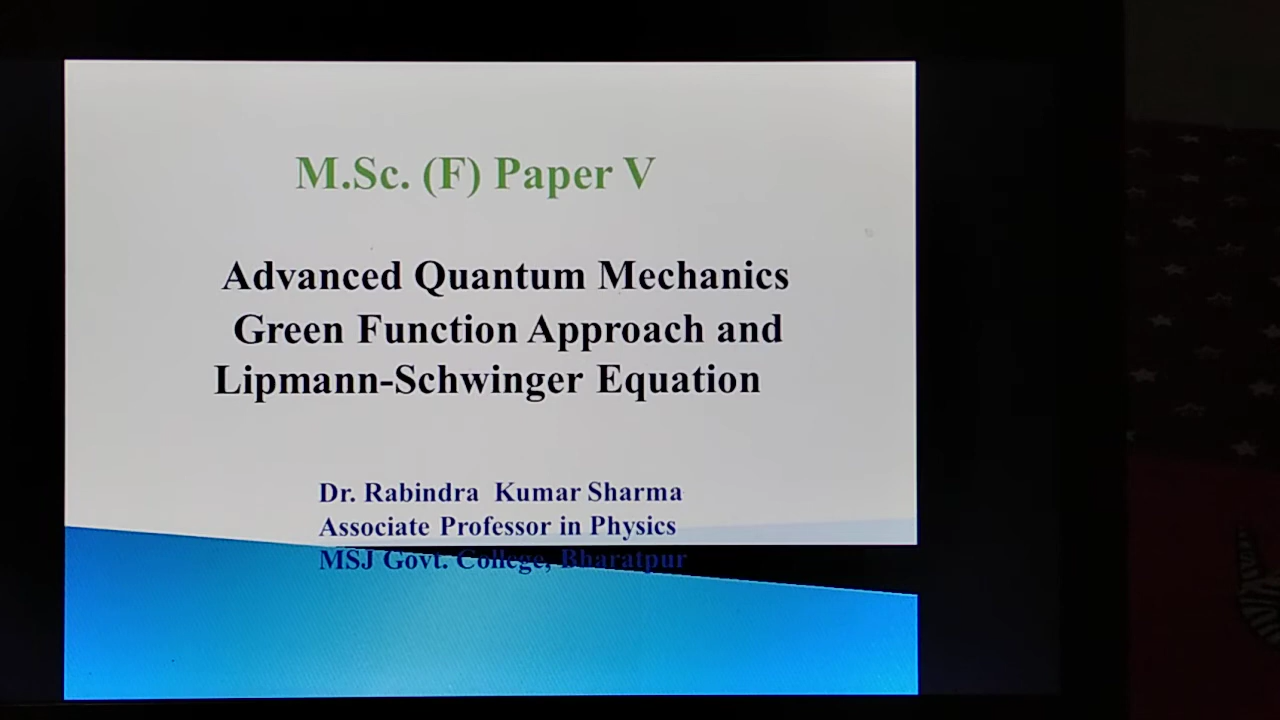 M.Sc. (F) Paper V
Advanced Quantum Mechanics
Green Function Approach and
Lipmann-Schwinger Equation
Dr. Rabindra Kumar Sharma
Associate Professor in Physics
MSJ Govt. College, Bharatpur